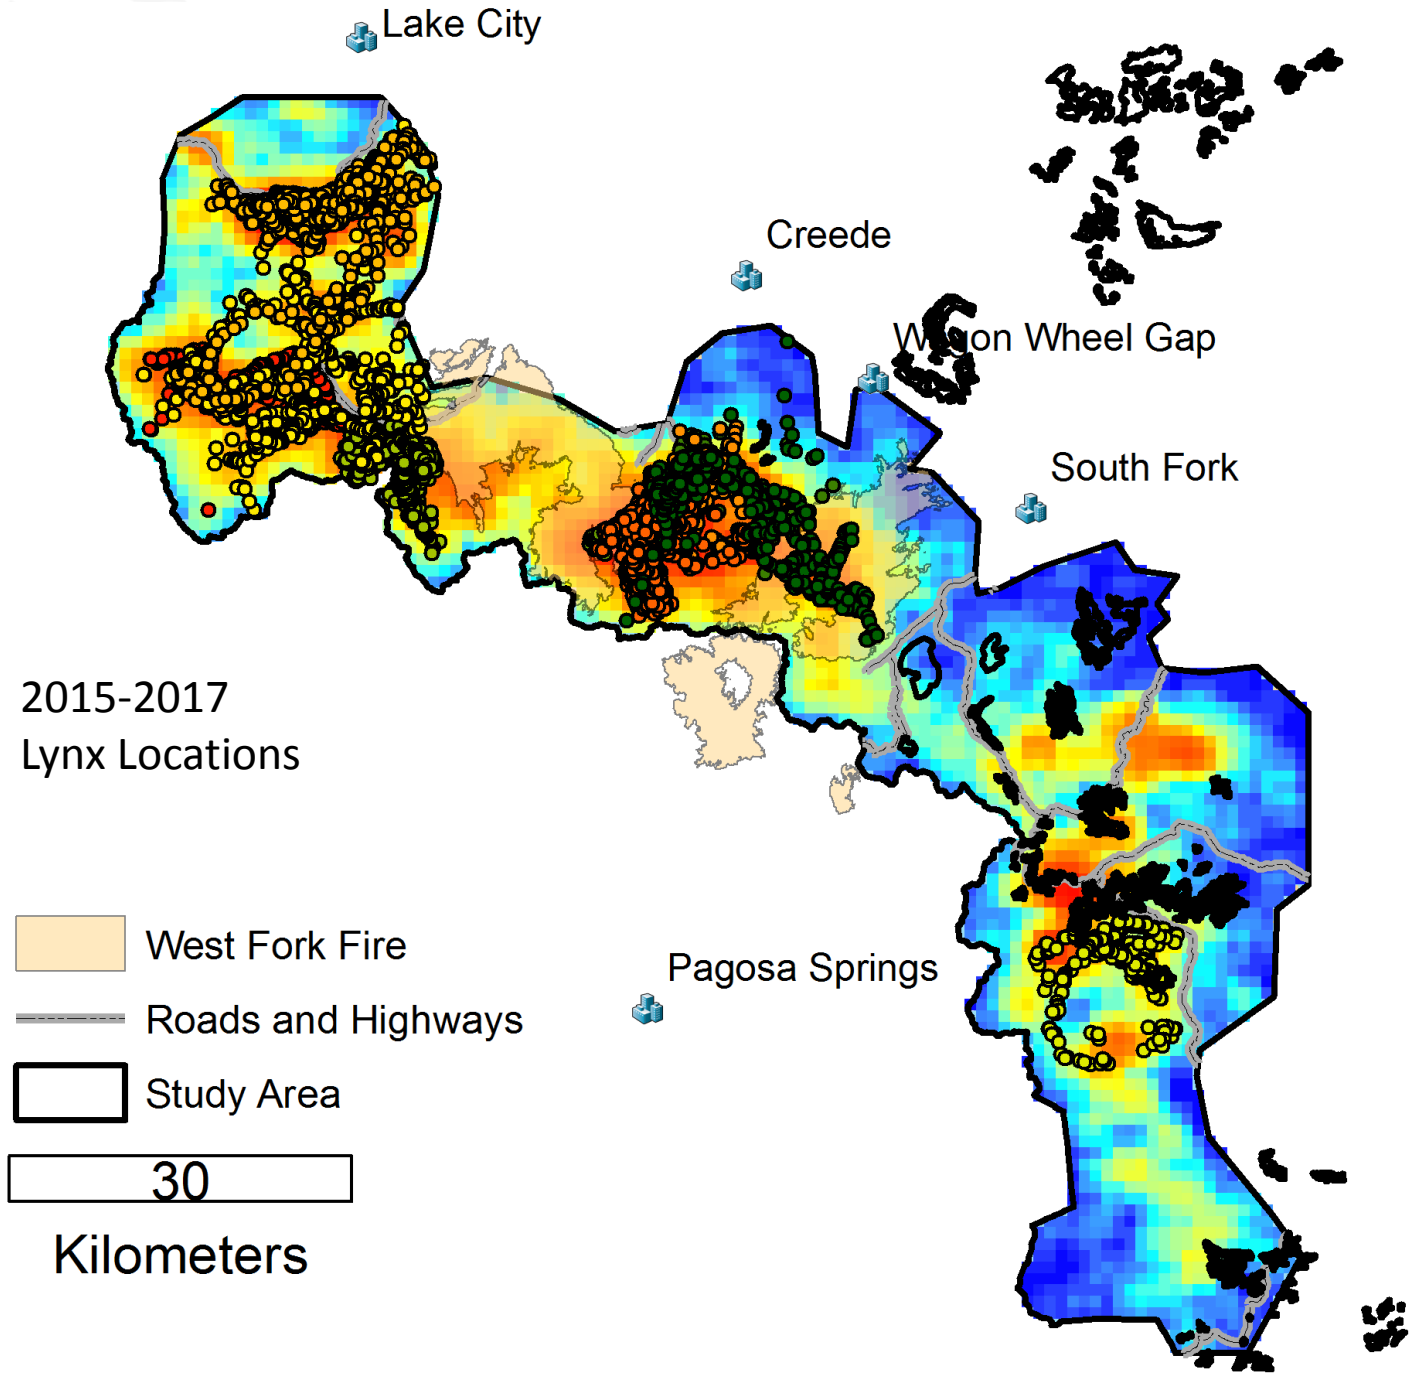 Lake City
Creede
Wagon Wheel Gap
South Fork
2015-2017
Lynx Locations
West Fork Fire
Pagosa Springs
Roads and Highways
Study Area
30
Kilometers